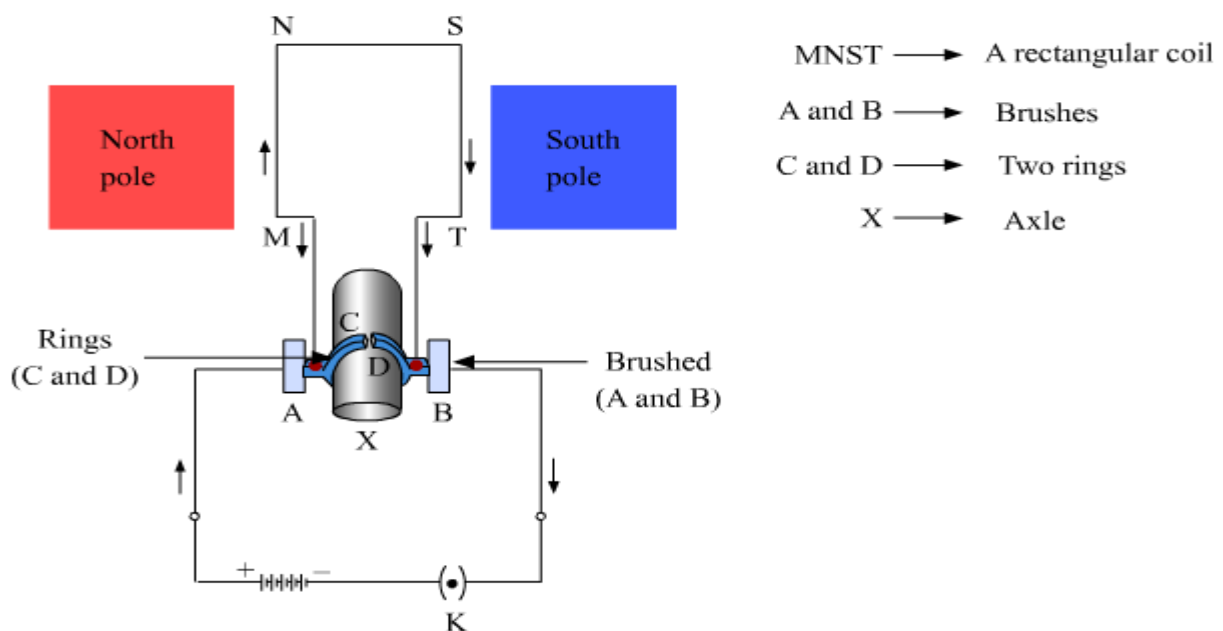 N S
MNST A rectangular coil
North pole
South pole
A and B Brushes
C and D Two rings
M T
X Axle
C
Rings (C and D)
D
Brushed (A and B)
A B
X
+ −
K